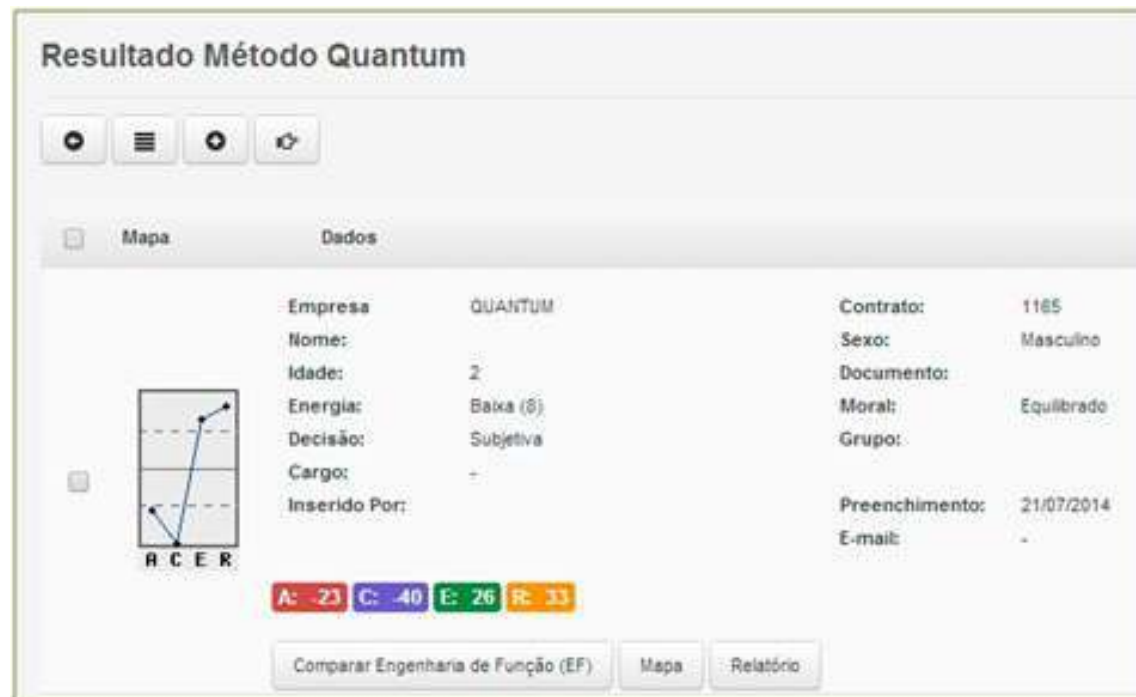 Resultado Método Quantum
Mapa Dados
Empresa QUANTUM Contrato: 1165
Nome: Sexo: Masculino
Idade: 2 Documento:
Energia: Baixa (8) Moral: Equilibrado
Decisão: Subjetiva Grupo:
Cargo: -
Inserido Por: Preenchimento: 21/07/2014
E-mail: -
A C E R
A: -23 C: -40 E: 26 R: 33
Comparar Engenharia de Função (EF) Mapa Relatório